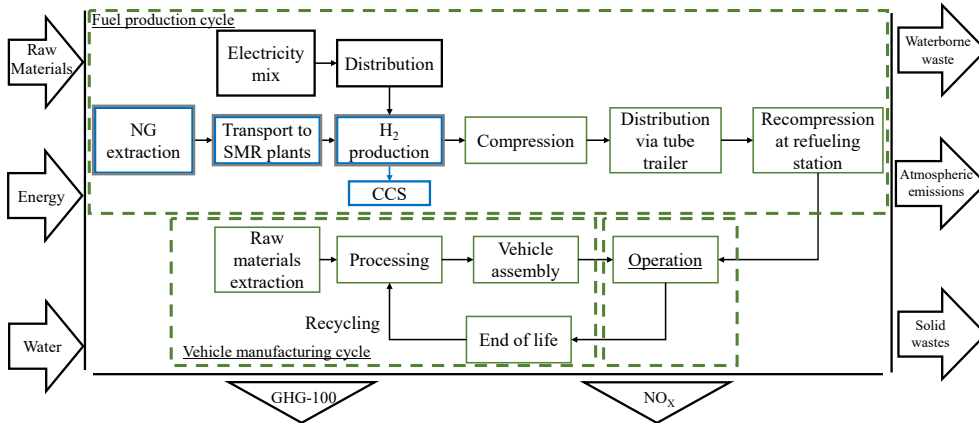 Fuel production cycle
Raw
Materials
Electricity
mix
Distribution
Waterborne
waste
NG
extraction
Transport to
SMR plants
H₂
production
Compression
Distribution
via tube
trailer
Recompression
at refueling
station
CCS
Energy
Atmospheric
emissions
Raw
materials
extraction
Processing
Vehicle
assembly
Operation
Recycling
End of life
Water
Vehicle manufacturing cycle
Solid
wastes
GHG-100
NOₓ